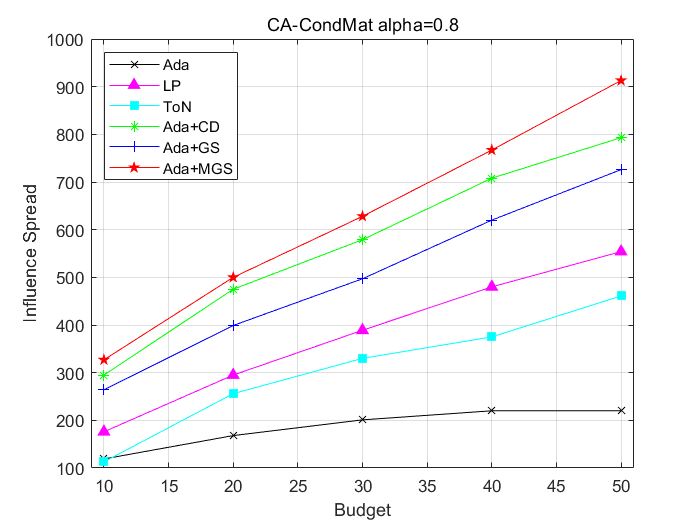 CA-CondMat alpha=0.8
1000
900
800
700
600
500
400
300
200
100
Influence Spread
Ada
LP
ToN
Ada+CD
Ada+GS
Ada+MGS
10 15 20 25 30 35 40 45 50
Budget